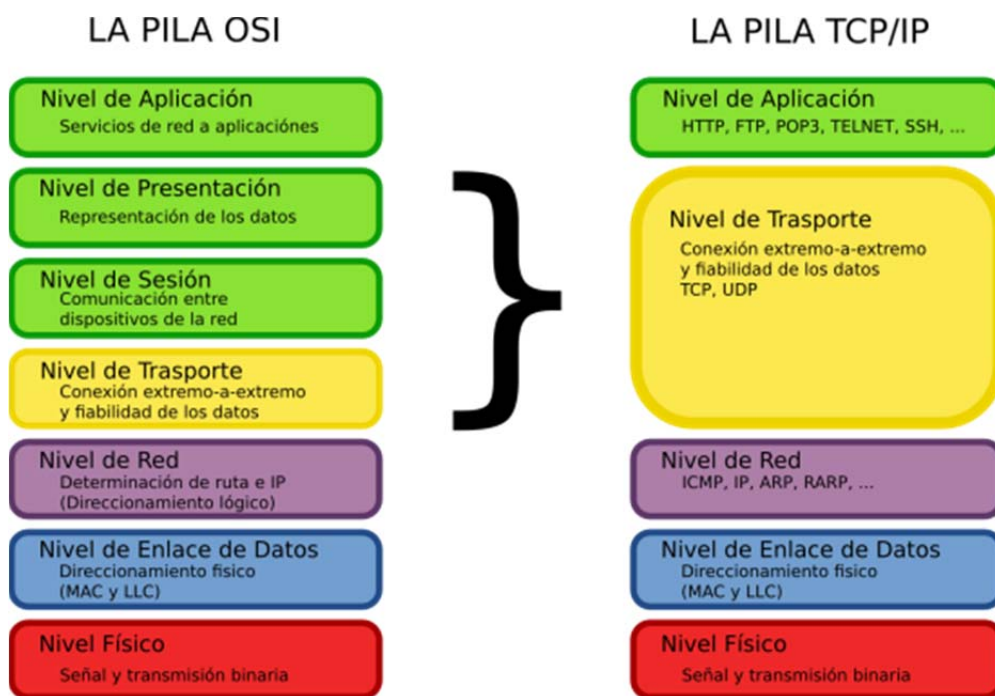 LA PILA OSI
Nivel de Aplicación
Servicios de red a aplicaciónes
Nivel de Presentación
Representación de los datos
Nivel de Sesión
Comunicación entre
dispositivos de la red
Nivel de Trasporte
Conexión extremo-a-extremo
y fiabilidad de los datos
Nivel de Red
Determinación de ruta e IP
(Direccionamiento lógico)
Nivel de Enlace de Datos
Direccionamiento fisico
(MAC y LLC)
Nivel Físico
Señal y transmisión binaria
LA PILA TCP/IP
Nivel de Aplicación
HTTP, FTP, POP3, TELNET, SSH, ...
Nivel de Trasporte
Conexión extremo-a-extremo
y fiabilidad de los datos
TCP, UDP
Nivel de Red
ICMP, IP, ARP, RARP, ...
Nivel de Enlace de Datos
Direccionamiento fisico
(MAC y LLC)
Nivel Físico
Señal y transmisión binaria